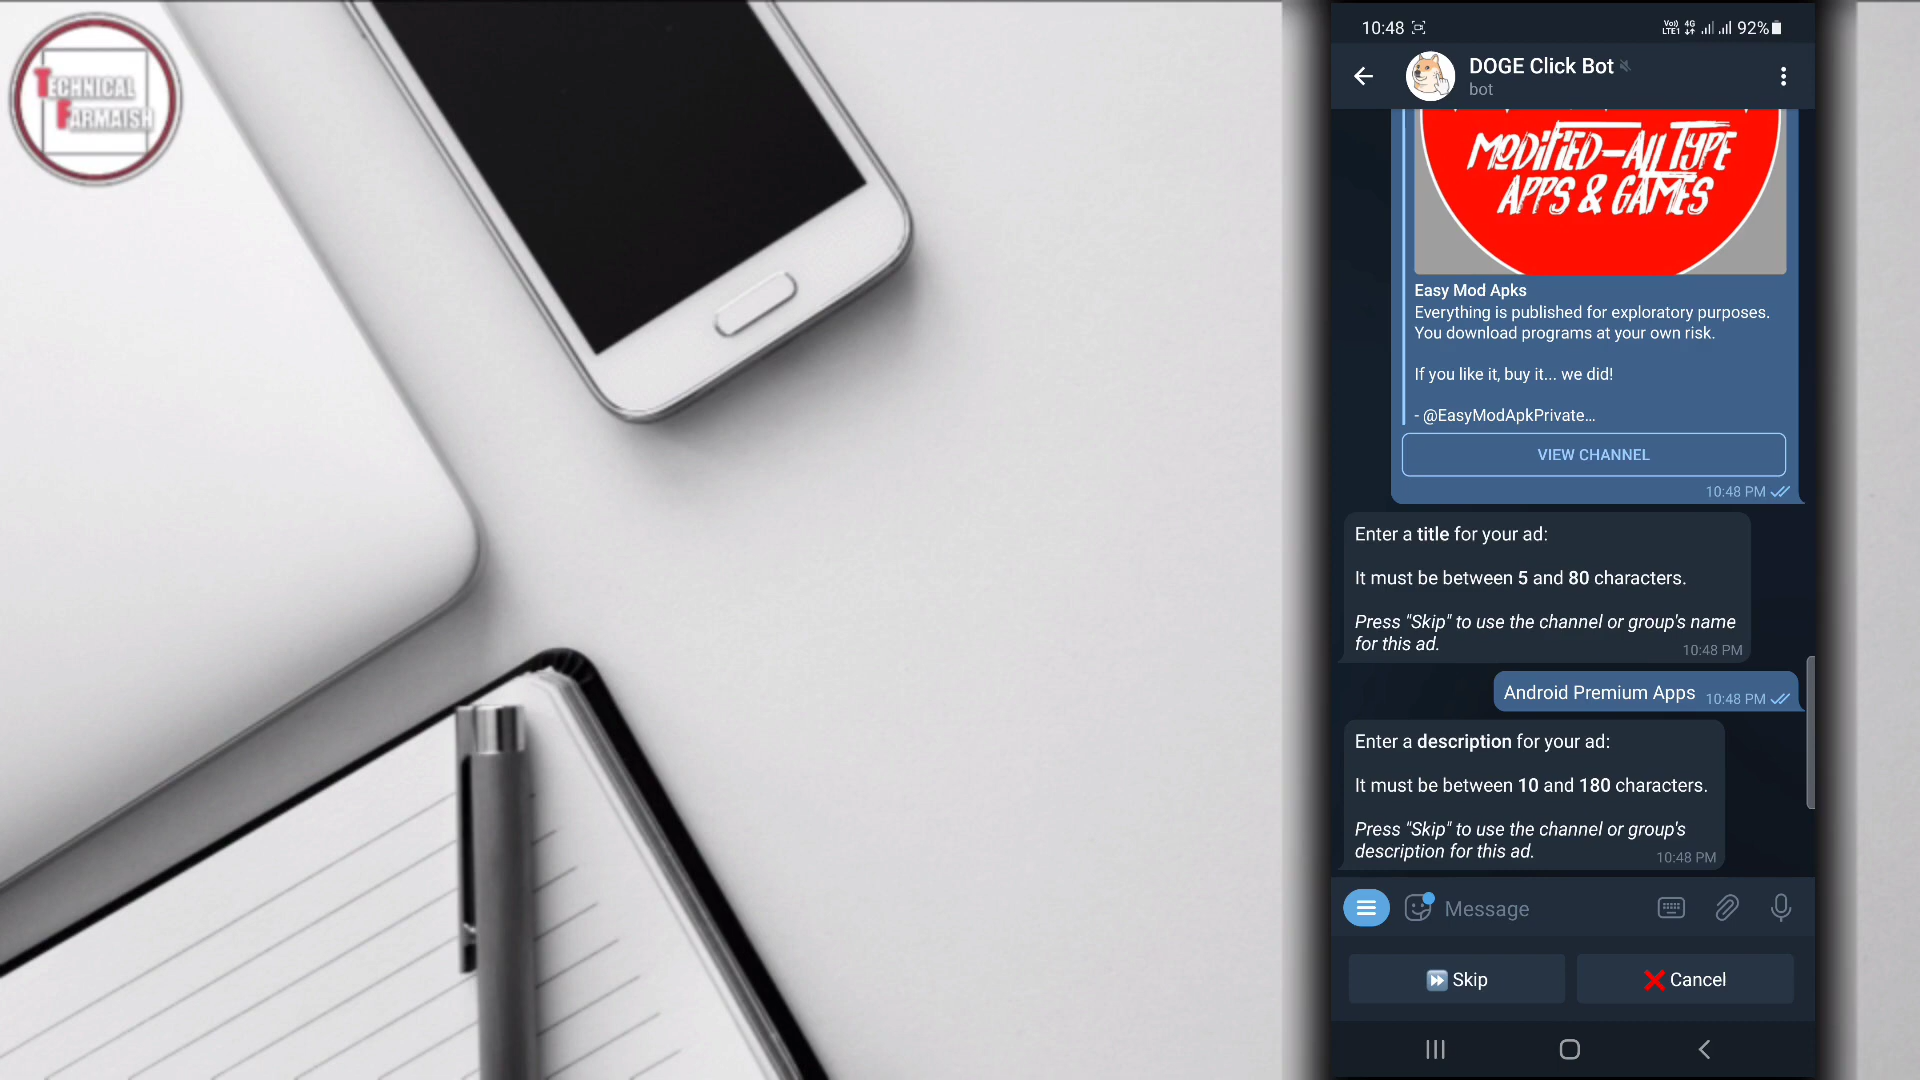 TECHNICAL
FARMAISH
10:48
Vo)) 4G
LTE1
92%
DOGE Click Bot
bot
MODIFIED-All TYPE
APPS & GAMES
Easy Mod Apks
Everything is published for exploratory purposes.
You download programs at your own risk.
If you like it, buy it... we did!
- @EasyModApkPrivate...
VIEW CHANNEL
10:48 PM
Enter a title for your ad:
It must be between 5 and 80 characters.
Press "Skip" to use the channel or group's name
for this ad.
10:48 PM
Android Premium Apps 10:48 PM
Enter a description for your ad:
It must be between 10 and 180 characters.
Press "Skip" to use the channel or group's
description for this ad.
10:48 PM
Message
Skip
Cancel